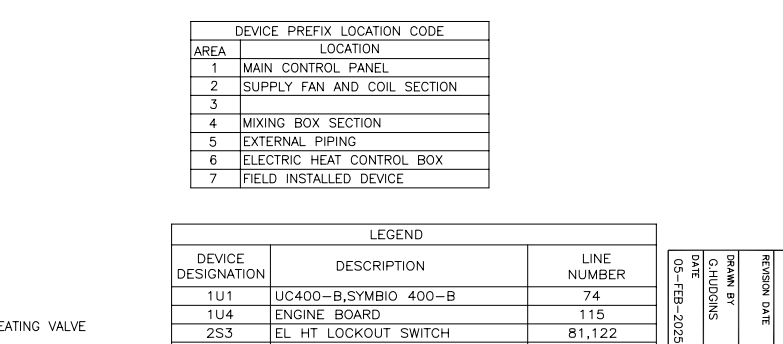 DEVICE PREFIX LOCATION CODE
AREA LOCATION
1 MAIN CONTROL PANEL
2 SUPPLY FAN AND COIL SECTION
3
4 MIXING BOX SECTION
5 EXTERNAL PIPING
6 ELECTRIC HEAT CONTROL BOX
7 FIELD INSTALLED DEVICE
LEGEND
DEVICE DESIGNATION DESCRIPTION LINE NUMBER
1U1 UC400-B,SYMBIO 400-B 74
1U4 ENGINE BOARD 115
2S3 EL HT LOCKOUT SWITCH 81,122
EATING VALVE
REVISION DATE
DRAWN BY
G.HUDGINS
DATE
05-FEB-2025